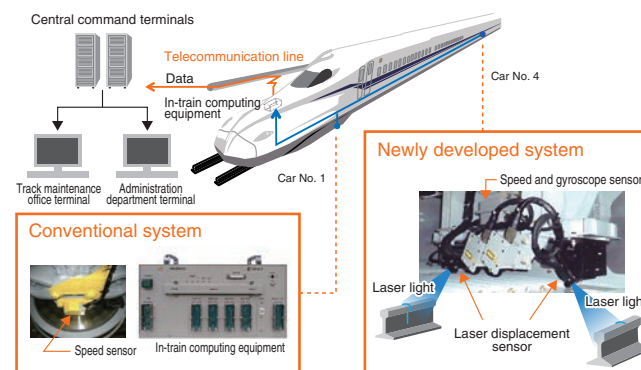 Central command terminals
Telecommunication line
Data
In-train computing
equipment
Car No. 4
Track maintenance
office terminal
Administration
department terminal
Car No. 1
Conventional system
Speed sensor
In-train computing equipment
Newly developed system
Speed and gyroscope sensor
Laser light
Laser displacement
sensor
Laser light